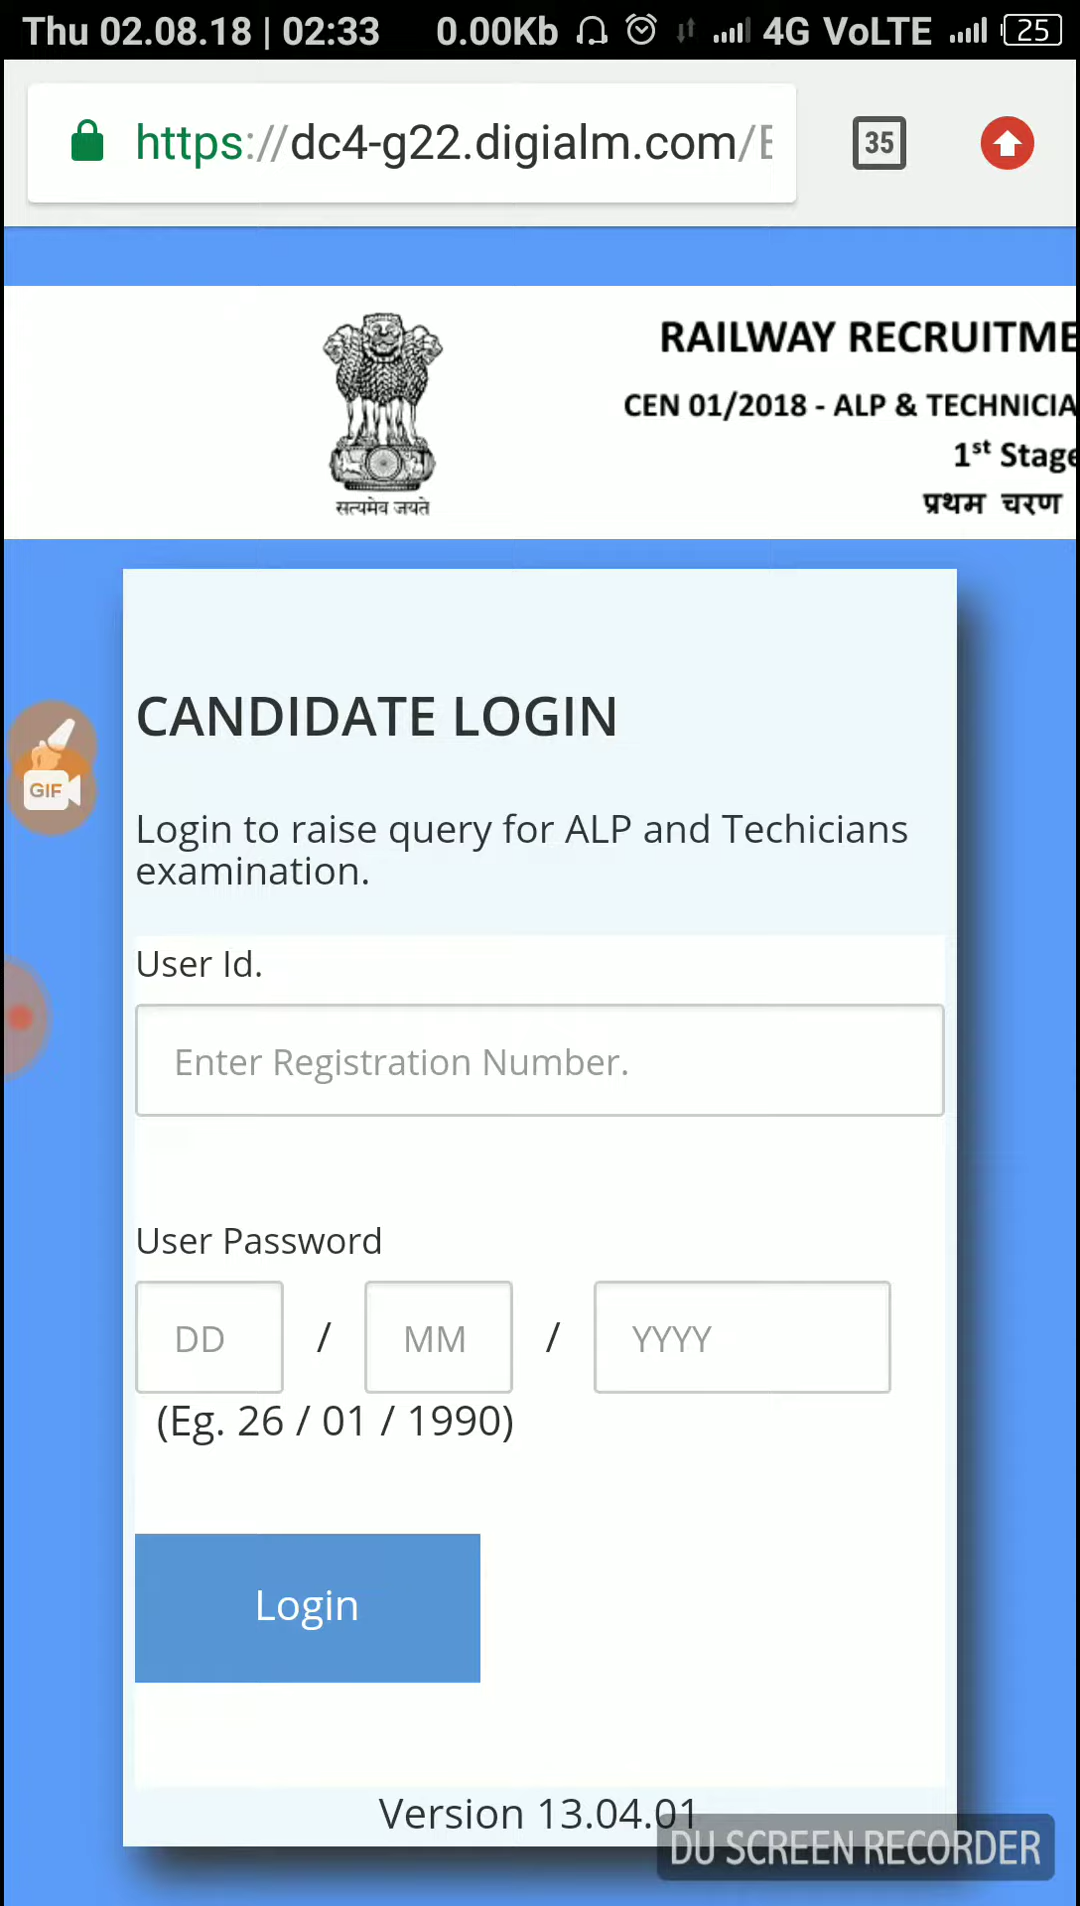 Thu 02.08.18 | 02:33 0.00Kb 4G VoLTE 25
https://dc4-g22.digialm.com/E 35
RAILWAY RECRUITME
CEN 01/2018 - ALP & TECHNICIA
1st Stage
प्रथम चरण
सत्यमेव जयते
CANDIDATE LOGIN
Login to raise query for ALP and Techicians
examination.
GIF
User Id.
Enter Registration Number.
User Password
DD / MM / YYYY
(Eg. 26 / 01 / 1990)
Login
Version 13.04.01
DU SCREEN RECORDER